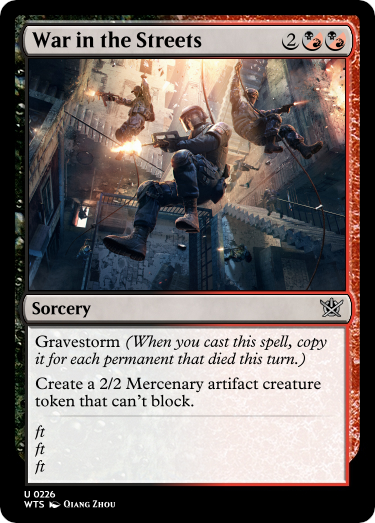 War in the Streets
2
Sorcery
Gravestorm (When you cast this spell, copy
it for each permanent that died this turn.)
Create a 2/2 Mercenary artifact creature
token that can't block.
ft
ft
ft
U 0226
WTS Qiang Zhou